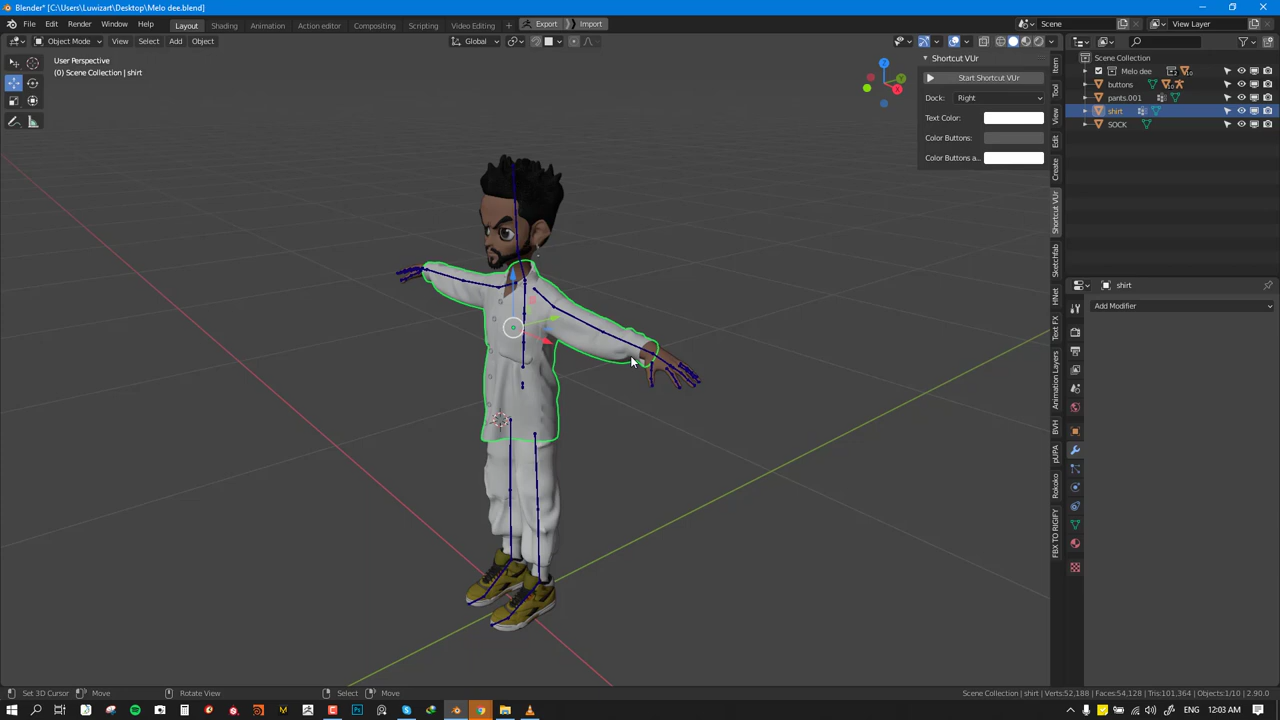 Blender* [C:\Users\Luwizart\Desktop\Melo dee.blend]
File Edit Render Window Help Layout Shading Animation Action editor Compositing Scripting Video Editing + Export Import Scene View Layer
Object Mode View Select Add Object Global
User Perspective
(0) Scene Collection | shirt
Shortcut VUr
Start Shortcut VUr
Dock: Right
Text Color:
Color Buttons:
Color Buttons a...
Item
Tool
View
Edit
Create
Shortcut VUr
Sketchfab
HNet
Text FX
Animation Layers
BVH
pUPA
Rokoko
FBX TO RIGIFY
Scene Collection
Melo dee
buttons
pants.001
shirt
SOCK
shirt
Add Modifier
Set 3D Cursor Move Rotate View Select Move Scene Collection | shirt | Verts:52,188 | Faces:54,128 | Tris:101,364 | Objects:1/10 | 2.90.0
ENG 12:03 AM